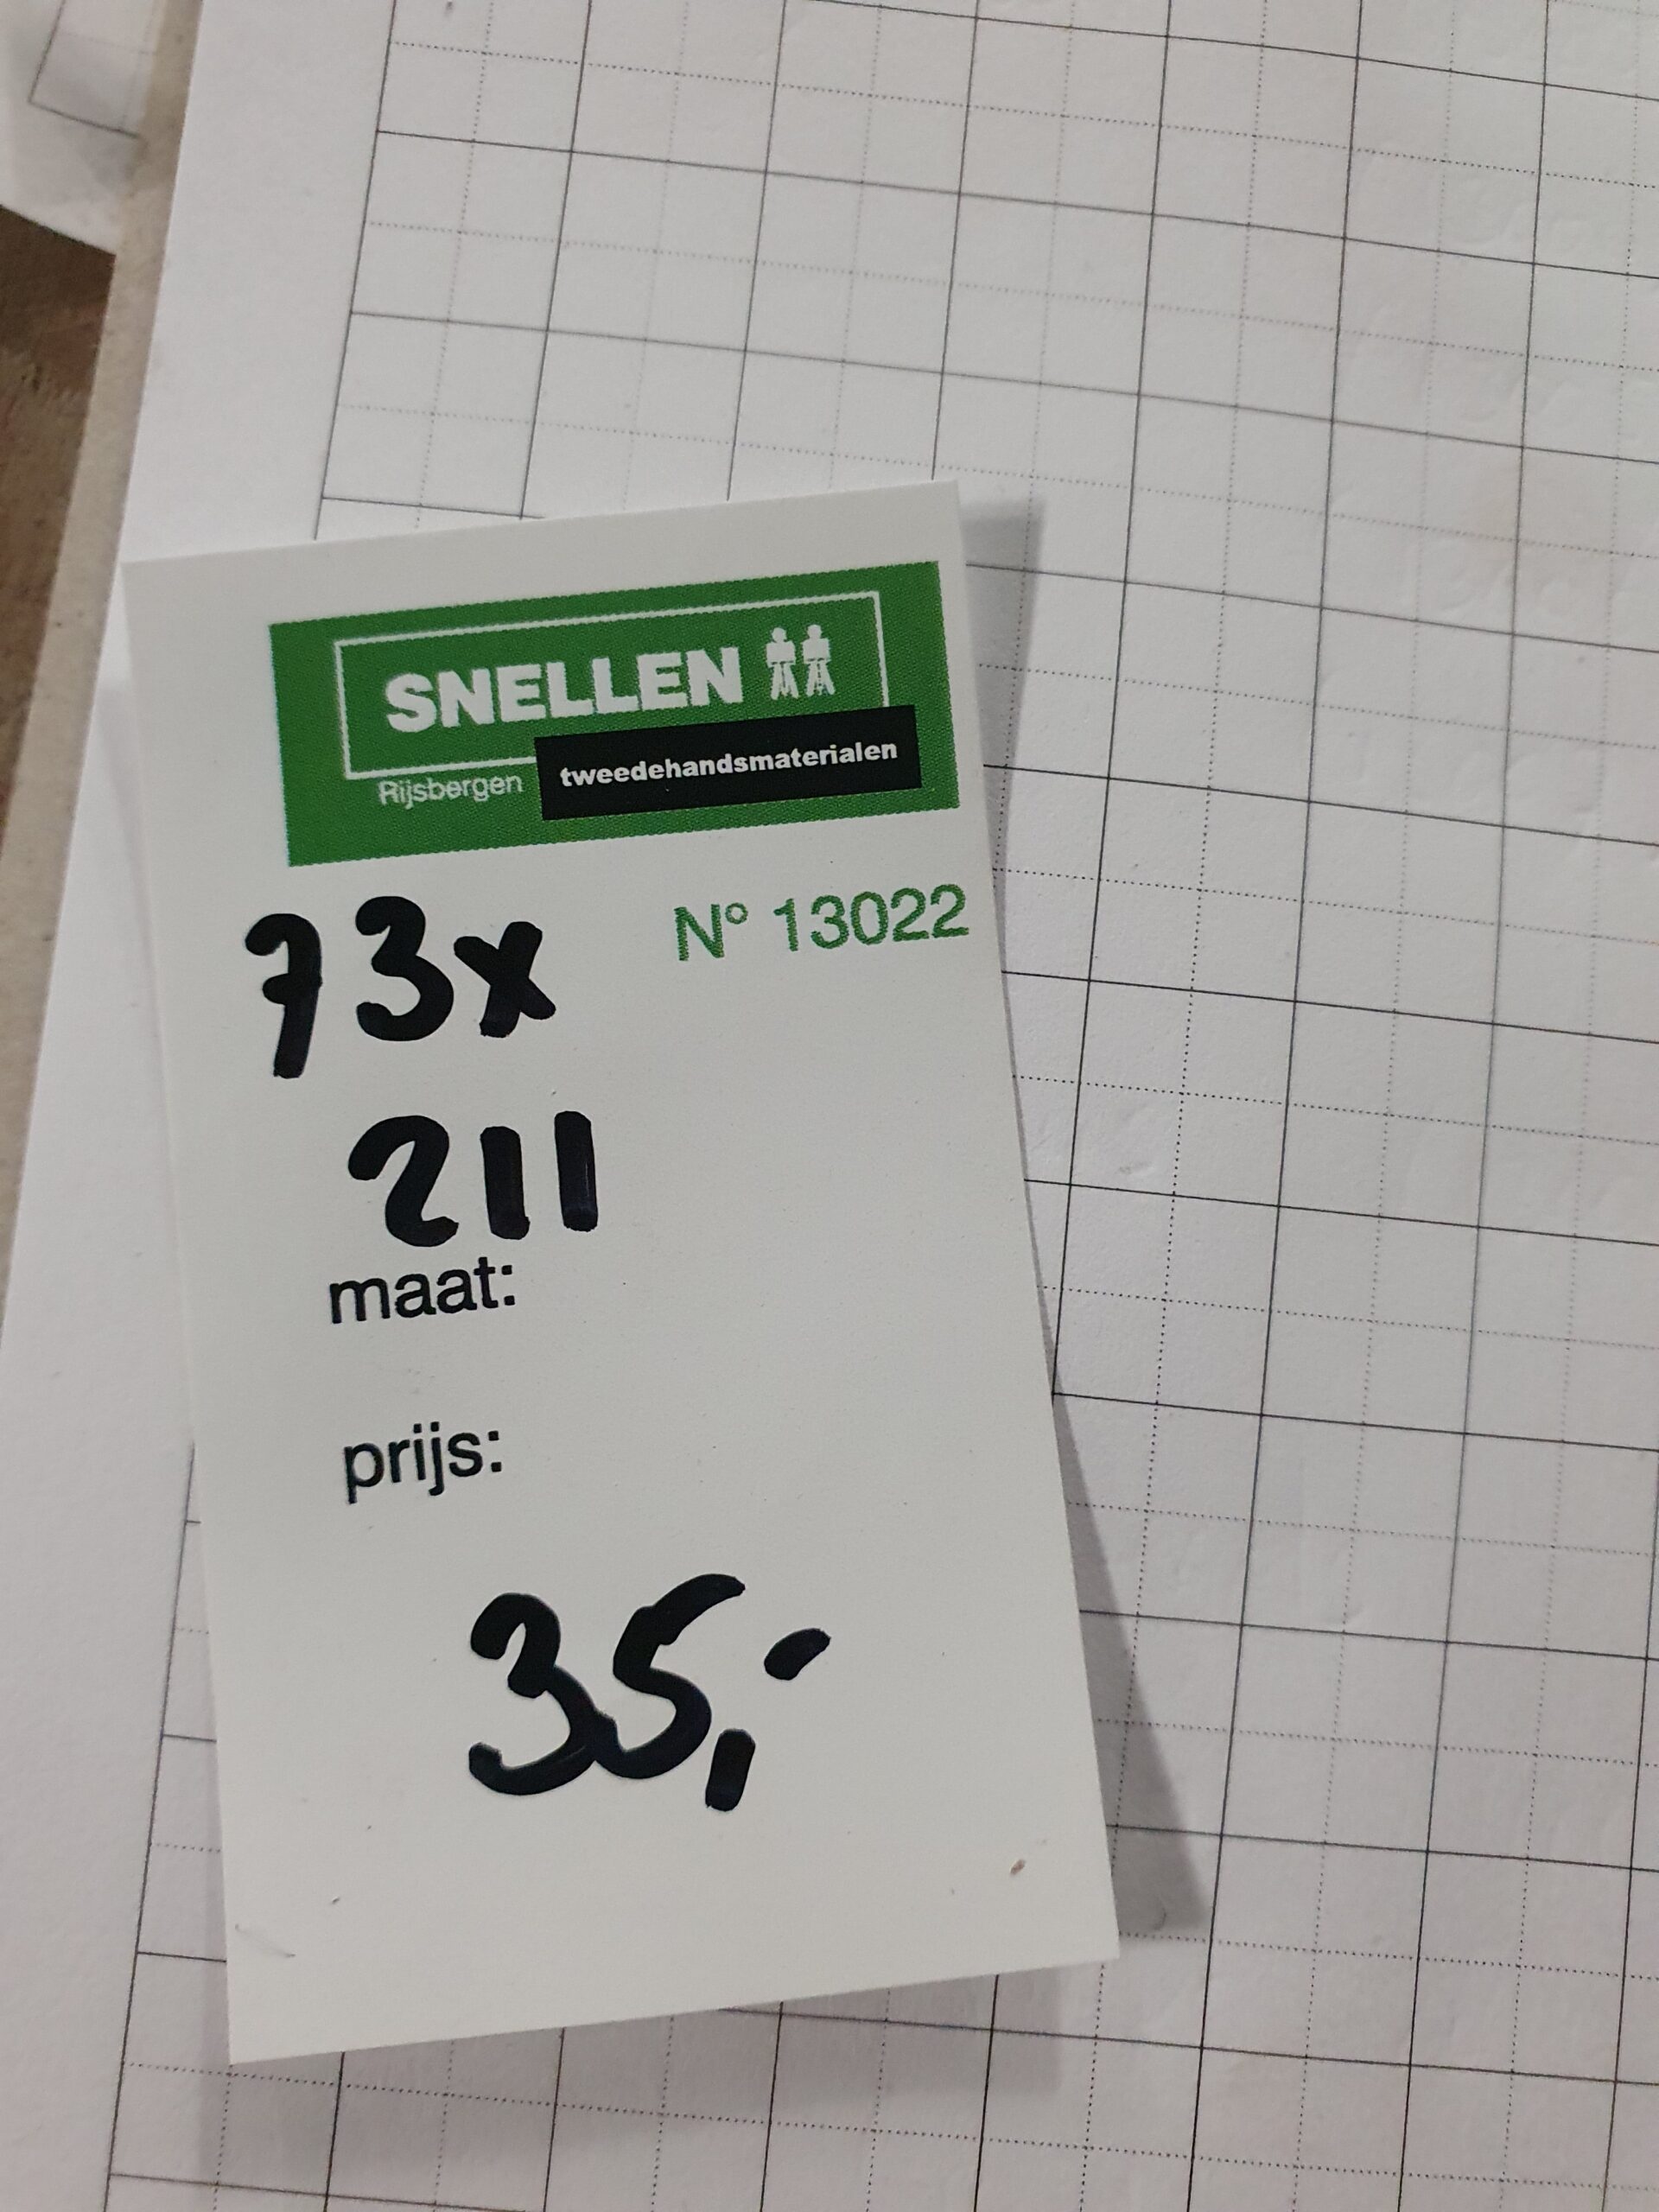 SNELLEN
Rijsbergen tweedehandsmaterialen
N° 13022
73x
211
maat:
prijs:
35,-